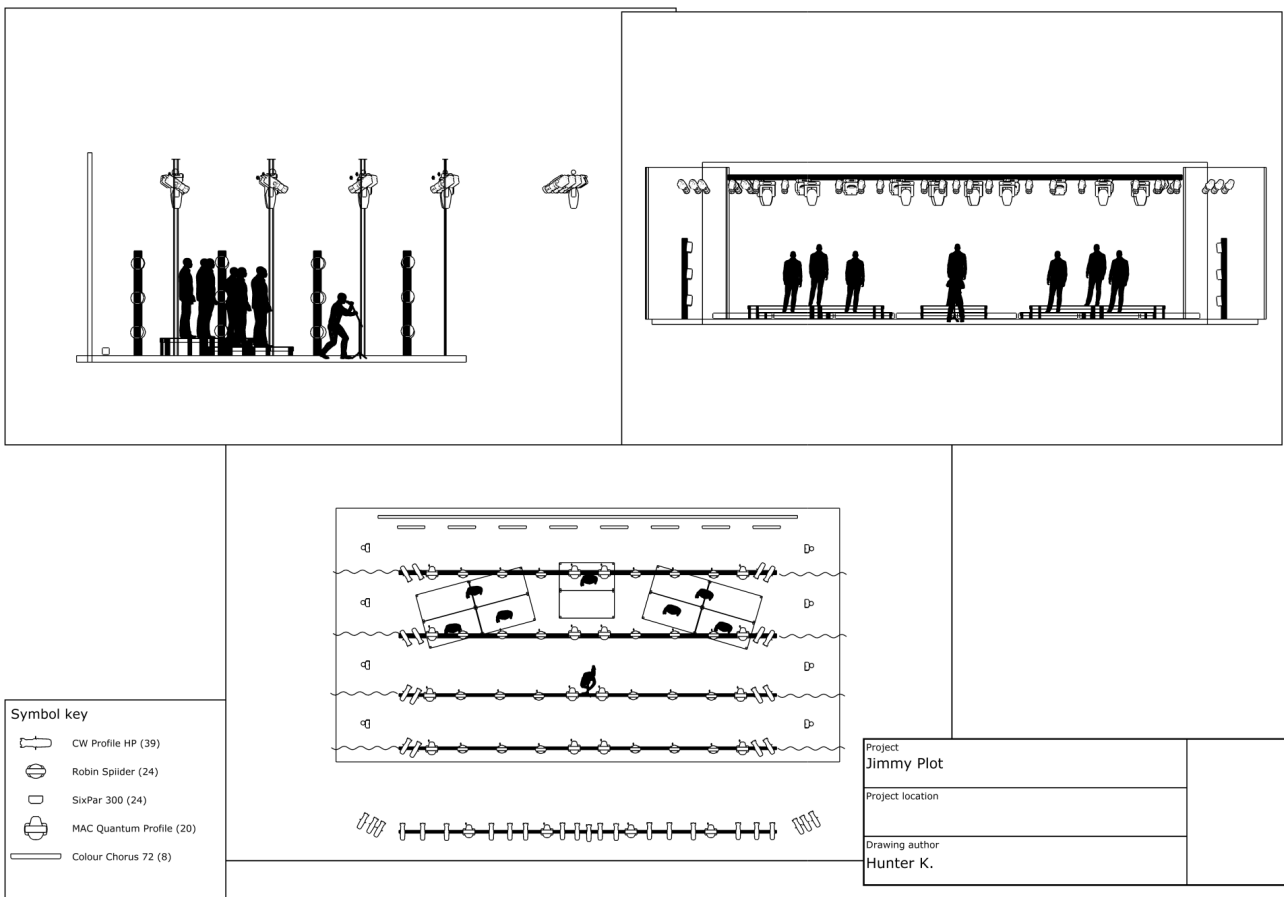 Symbol key
CW Profile HP (39)
Robin Spiider (24)
SixPar 300 (24)
MAC Quantum Profile (20)
Colour Chorus 72 (8)
Project
Jimmy Plot
Project location
Drawing author
Hunter K.